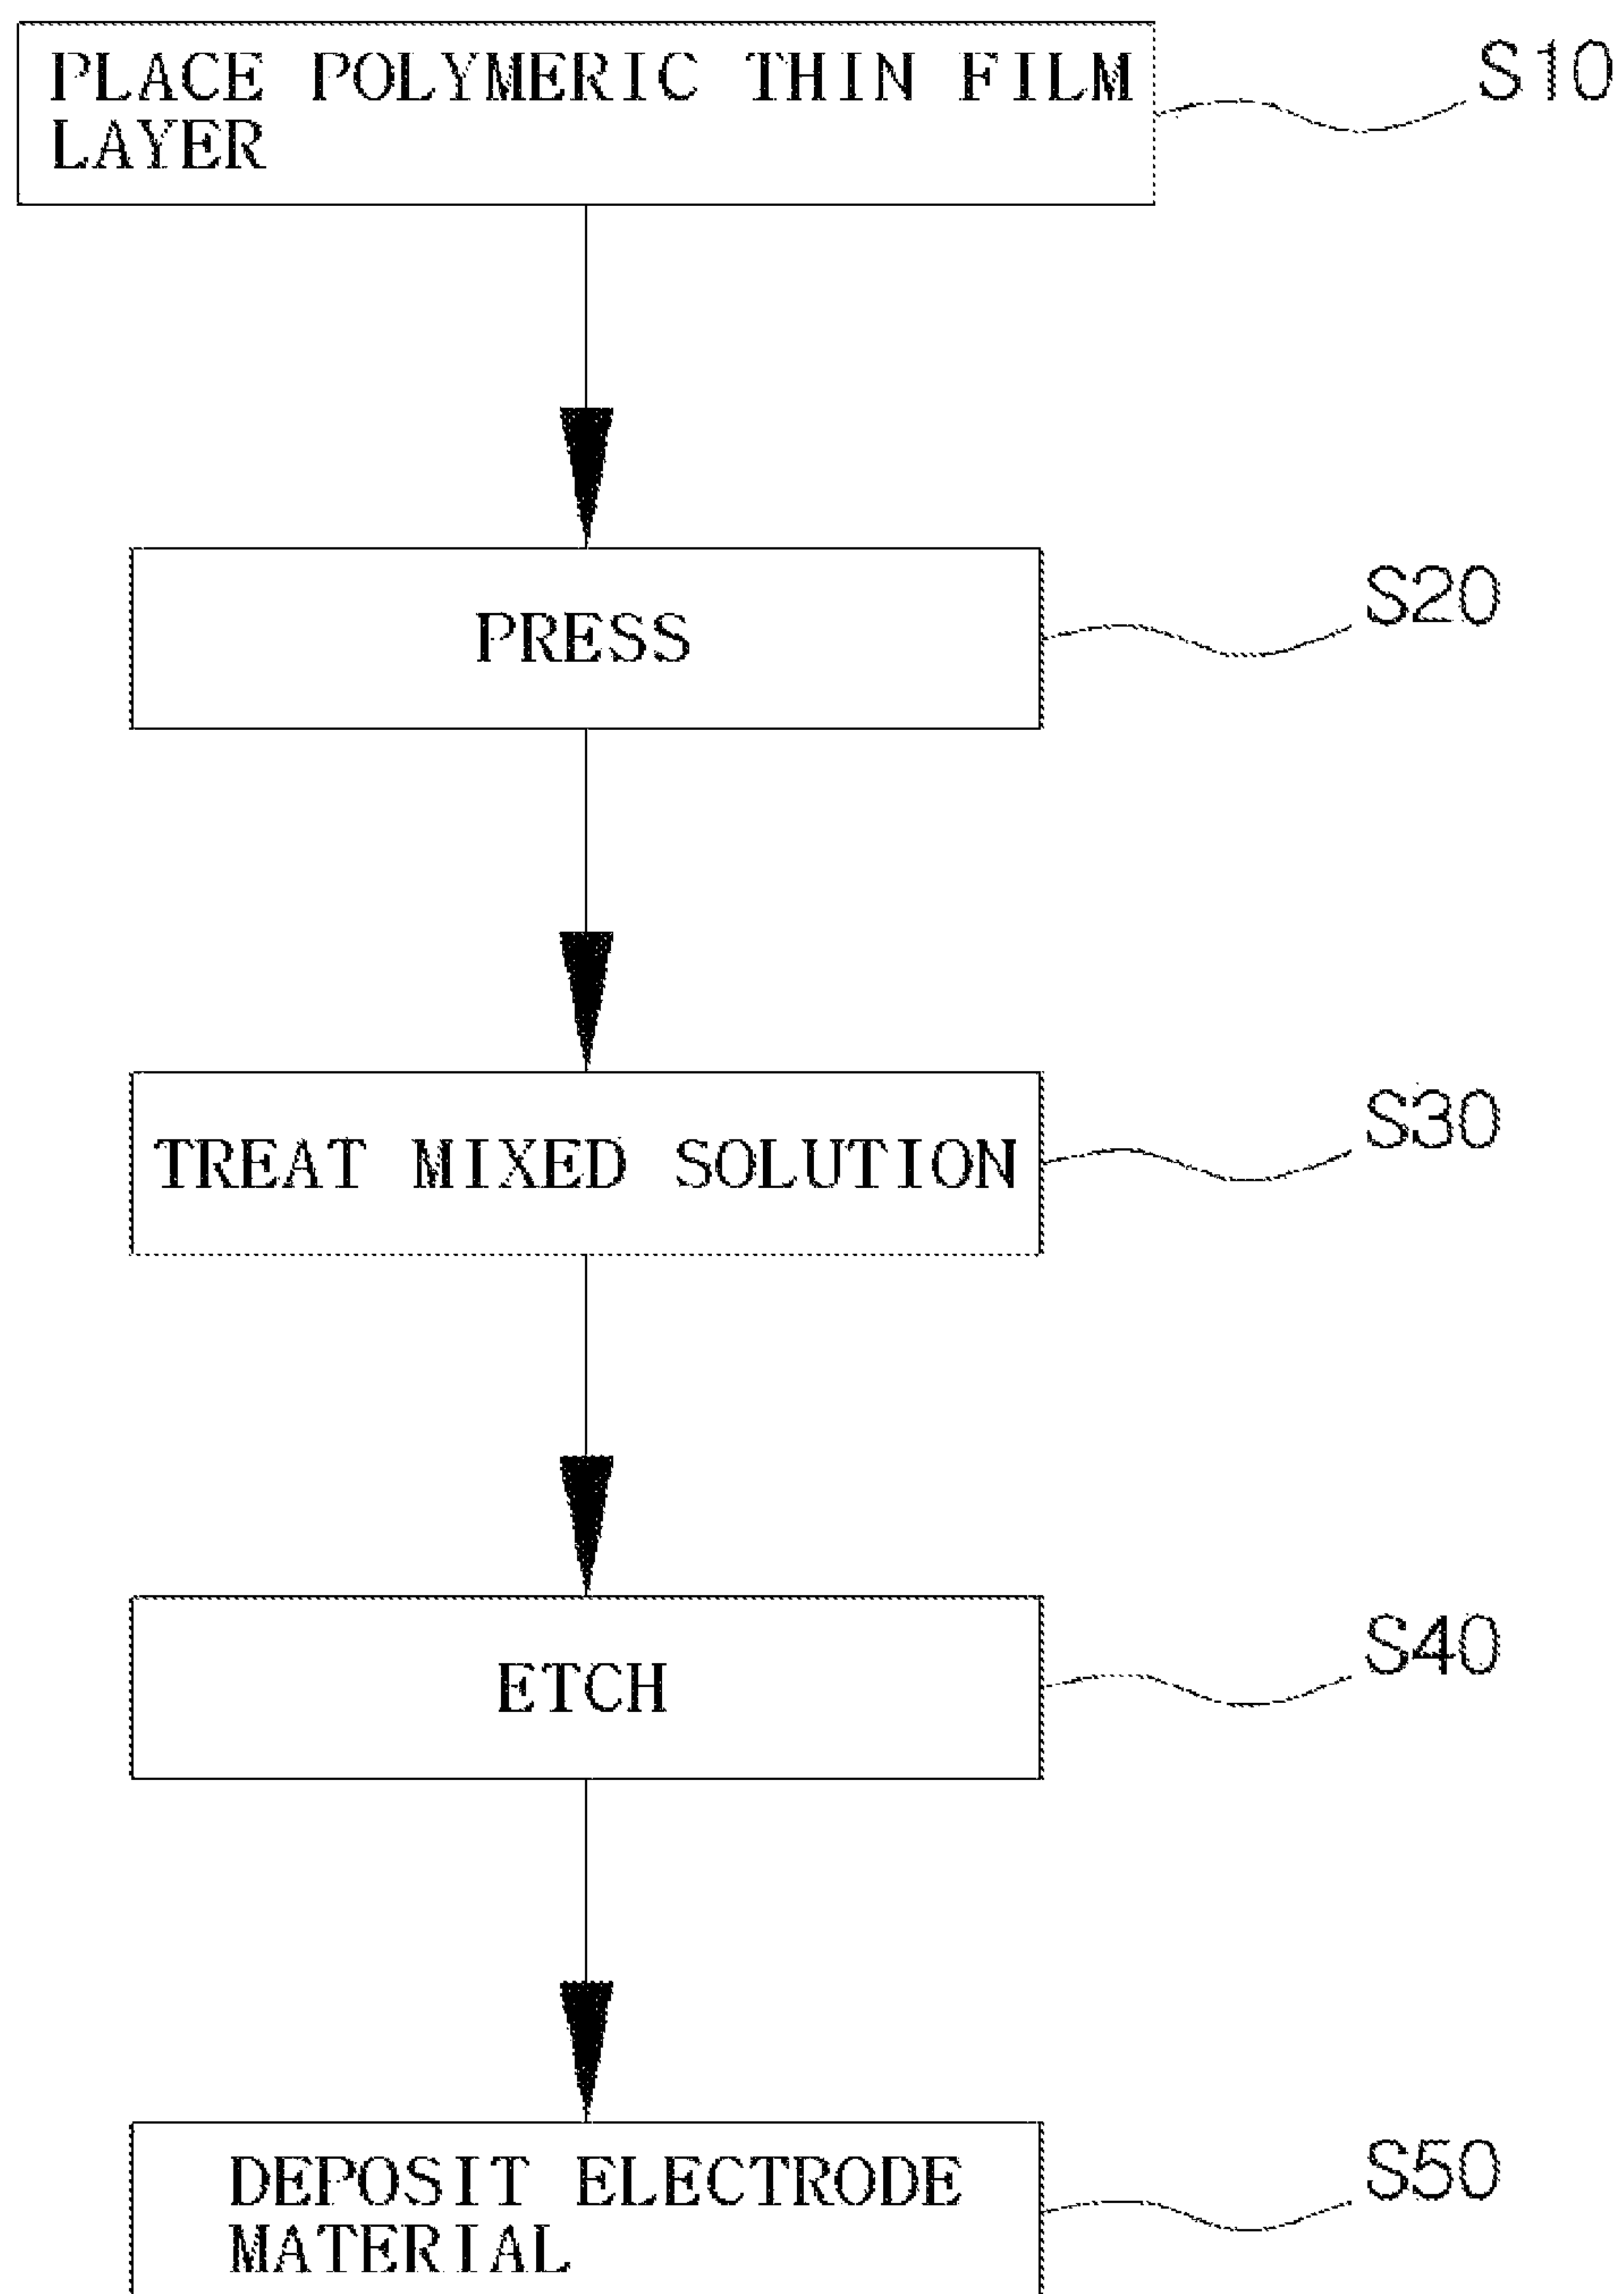 PLACE POLYMERIC THIN FILM
LAYER
S10
PRESS
S20
TREAT MIXED SOLUTION
S30
ETCH
S40
DEPOSIT ELECTRODE
MATERIAL
S50